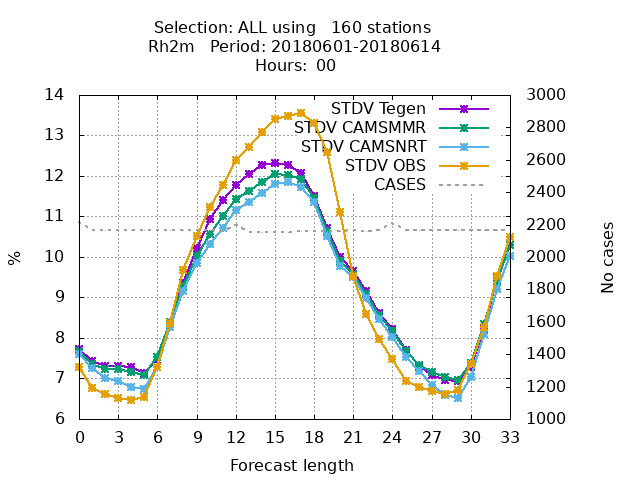 Selection: ALL using   160 stations
Rh2m   Period: 20180601-20180614
Hours:  00
STDV Tegen
STDV CAMSMMR
STDV CAMSNRT
STDV OBS
CASES
14
13
12
11
10
9
8
7
6
%
3000
2800
2600
2400
2200
2000
1800
1600
1400
1200
1000
No cases
0 3 6 9 12 15 18 21 24 27 30 33
Forecast length